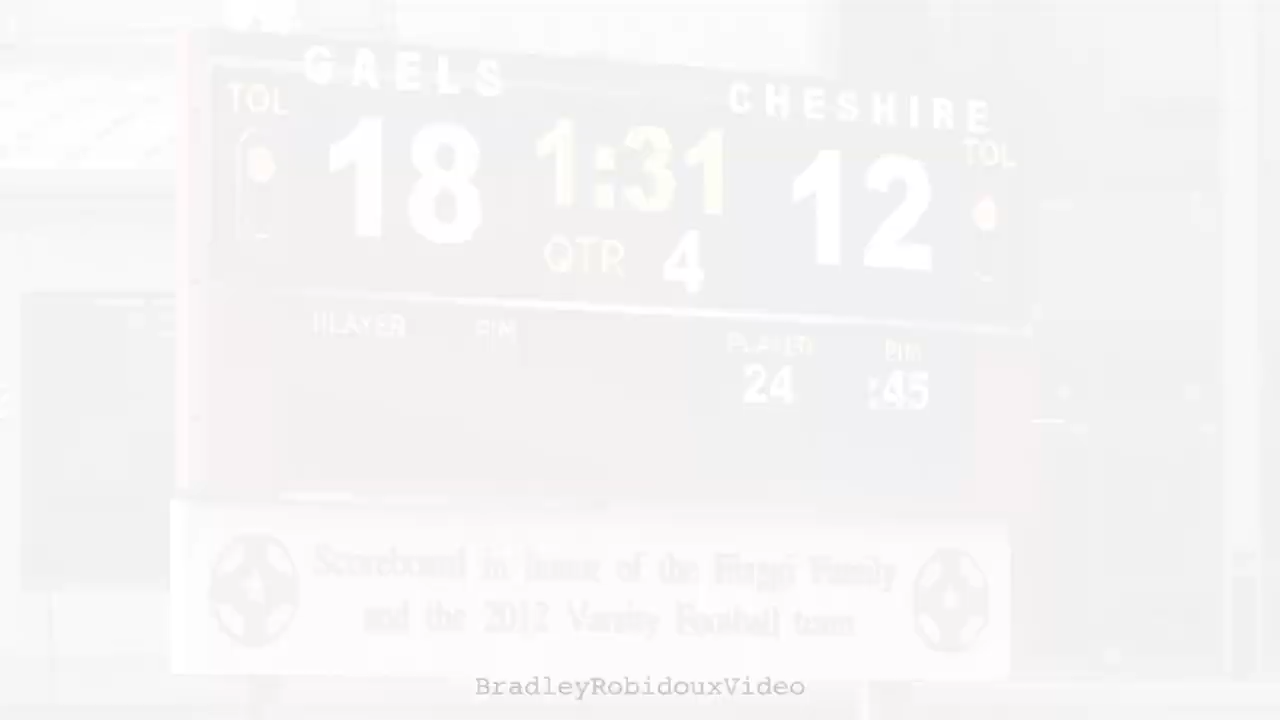 GAELS
CHESHIRE
TOL
18
1:31
12
TOL
QTR 4
PLAYER
PLAYER
24
:45
Scoreboard in honor of the Family
and the 2012 Varsity Football team
BradleyRobidouxVideo